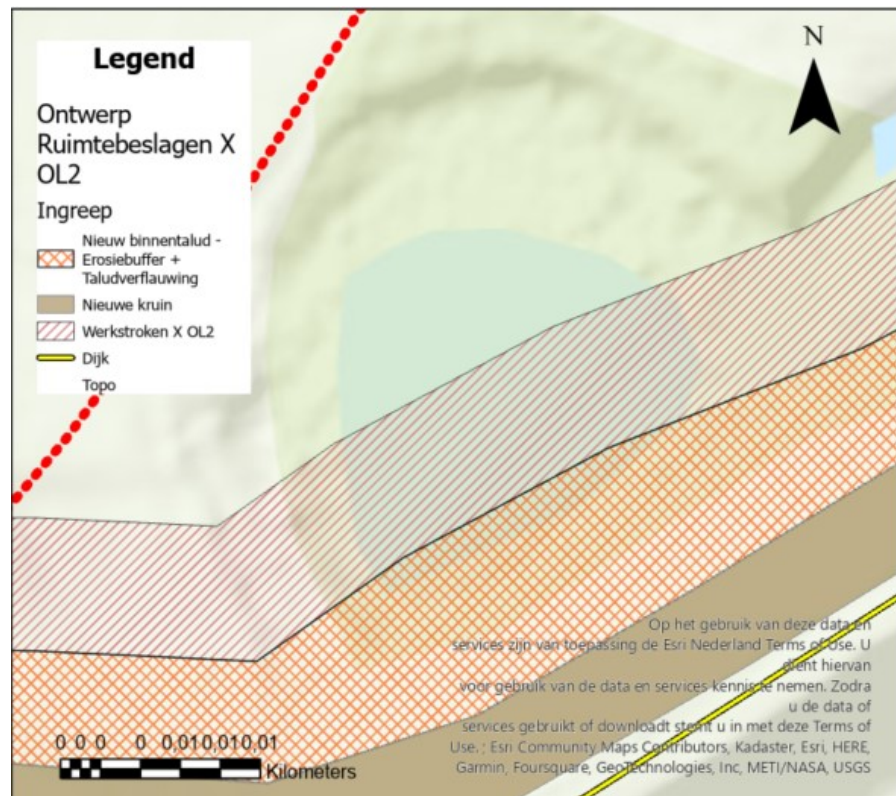 Legend
Ontwerp
Ruimtebeslagen X
OL2
Ingreep
Nieuw binnentalud -
Erosiebuffer +
Taludverflauwing
Nieuwe kruin
Werkstroken X OL2
Dijk
Topo
N
Op het gebruik van deze data en
services zijn van toepassing de Esri Nederland Terms of Use. U
dient hiervan
voor gebruik van de data en services kennis te nemen. Zodra
u de data of
services gebruikt of downloadt stemt u in met deze Terms of
Use. ; Esri Community Maps Contributors, Kadaster, Esri, HERE,
Garmin, Foursquare, GeoTechnologies, Inc, METI/NASA, USGS
0 0 0 0 0,01 0,01 0,01
Kilometers